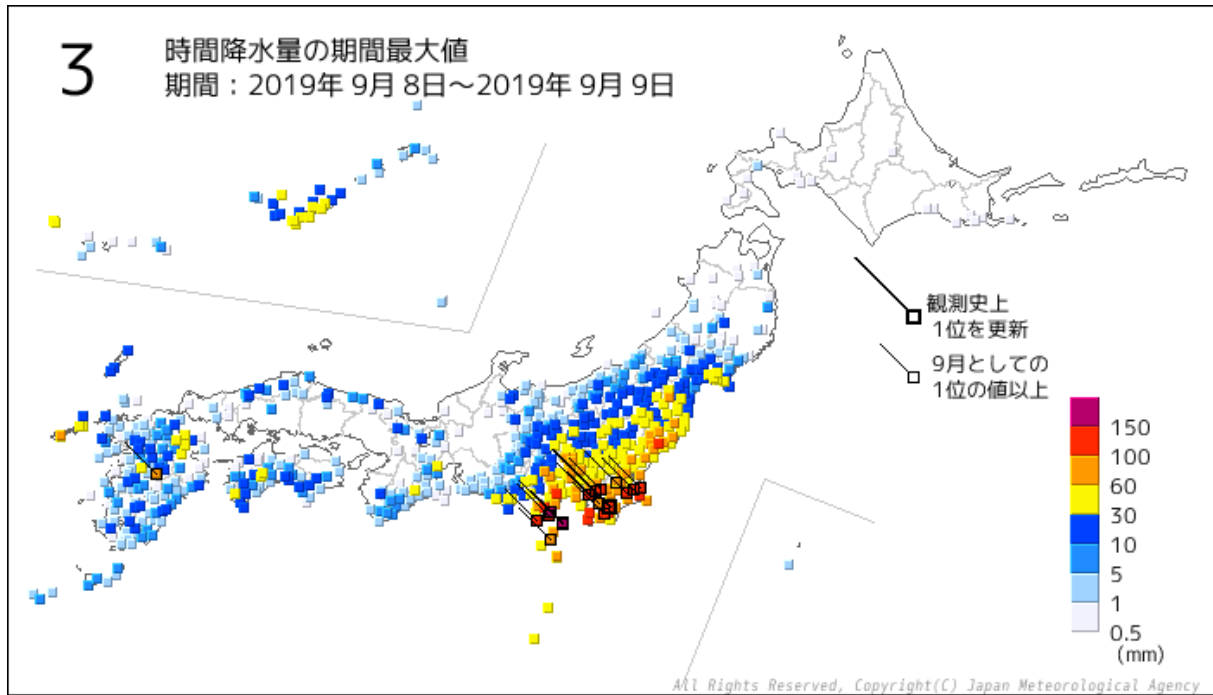 3
時間降水量の期間最大値
期間：2019年 9月 8日～2019年 9月 9日
観測史上
1位を更新
9月としての
1位の値以上
150
100
60
30
10
5
1
0.5
(mm)
All Rights Reserved, Copyright(C) Japan Meteorological Agency